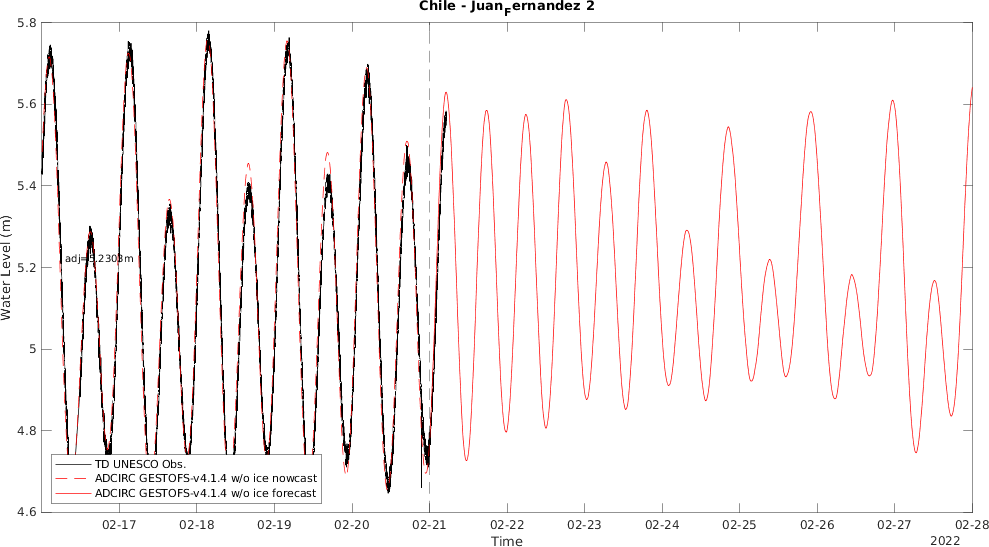 Chile - Juan_Fernandez 2
5.8
5.6
5.4
5.2
5
4.8
4.6
Water Level (m)
adj=5.2303m
TD UNESCO Obs.
ADCIRC GESTOFS-v4.1.4 w/o ice nowcast
ADCIRC GESTOFS-v4.1.4 w/o ice forecast
02-17 02-18 02-19 02-20 02-21 02-22 02-23 02-24 02-25 02-26 02-27 02-28
Time
2022